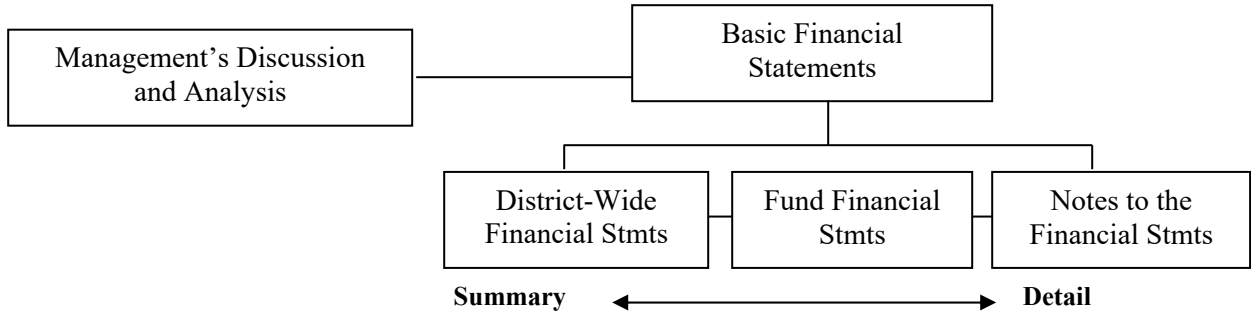 Management’s Discussion
and Analysis
Basic Financial
Statements
District-Wide
Financial Stmts
Fund Financial
Stmts
Notes to the
Financial Stmts
Summary
Detail